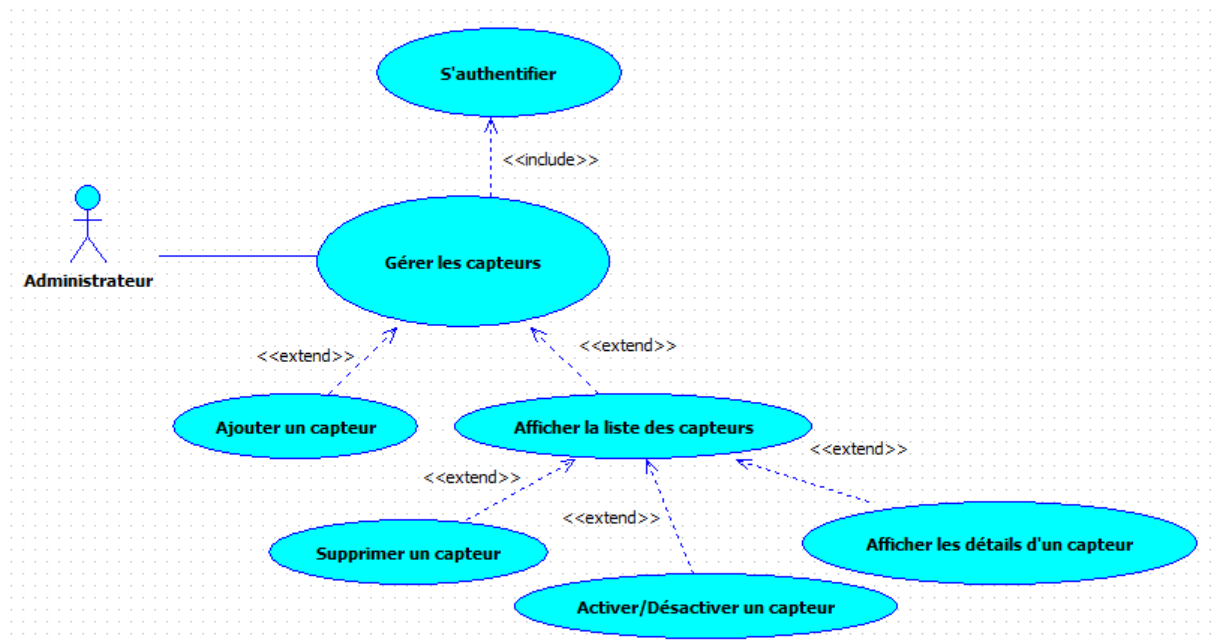 S'authentifier
<<include>>
Gérer les capteurs
Administrateur
<<extend>>
<<extend>>
Ajouter un capteur
Afficher la liste des capteurs
<<extend>>
<<extend>>
<<extend>>
Supprimer un capteur
Afficher les détails d'un capteur
Activer/Désactiver un capteur